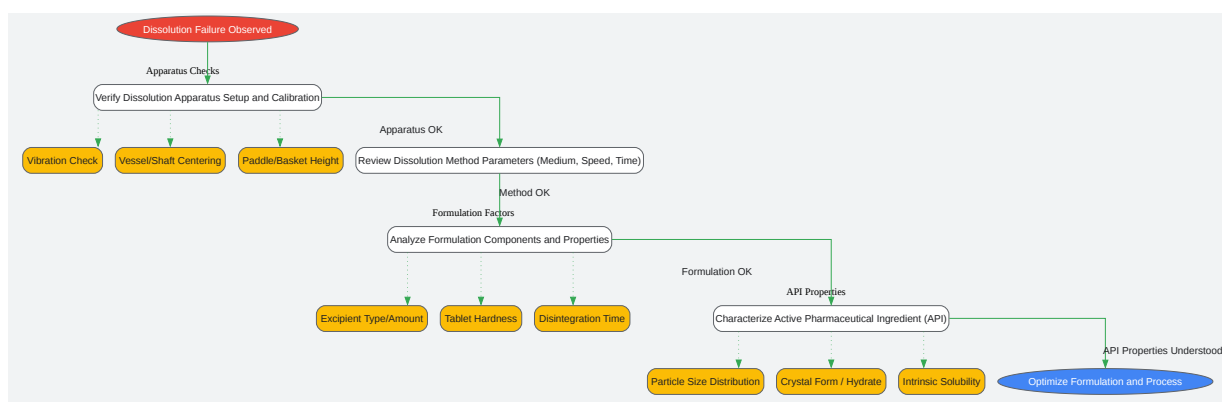 Dissolution Failure Observed
Apparatus Checks
Verify Dissolution Apparatus Setup and Calibration
Apparatus OK
Vibration Check
Vessel/Shaft Centering
Paddle/Basket Height
Review Dissolution Method Parameters (Medium, Speed, Time)
Method OK
Formulation Factors
Analyze Formulation Components and Properties
Formulation OK
API Properties
Excipient Type/Amount
Tablet Hardness
Disintegration Time
Characterize Active Pharmaceutical Ingredient (API)
API Properties Understood
Particle Size Distribution
Crystal Form / Hydrate
Intrinsic Solubility
Optimize Formulation and Process